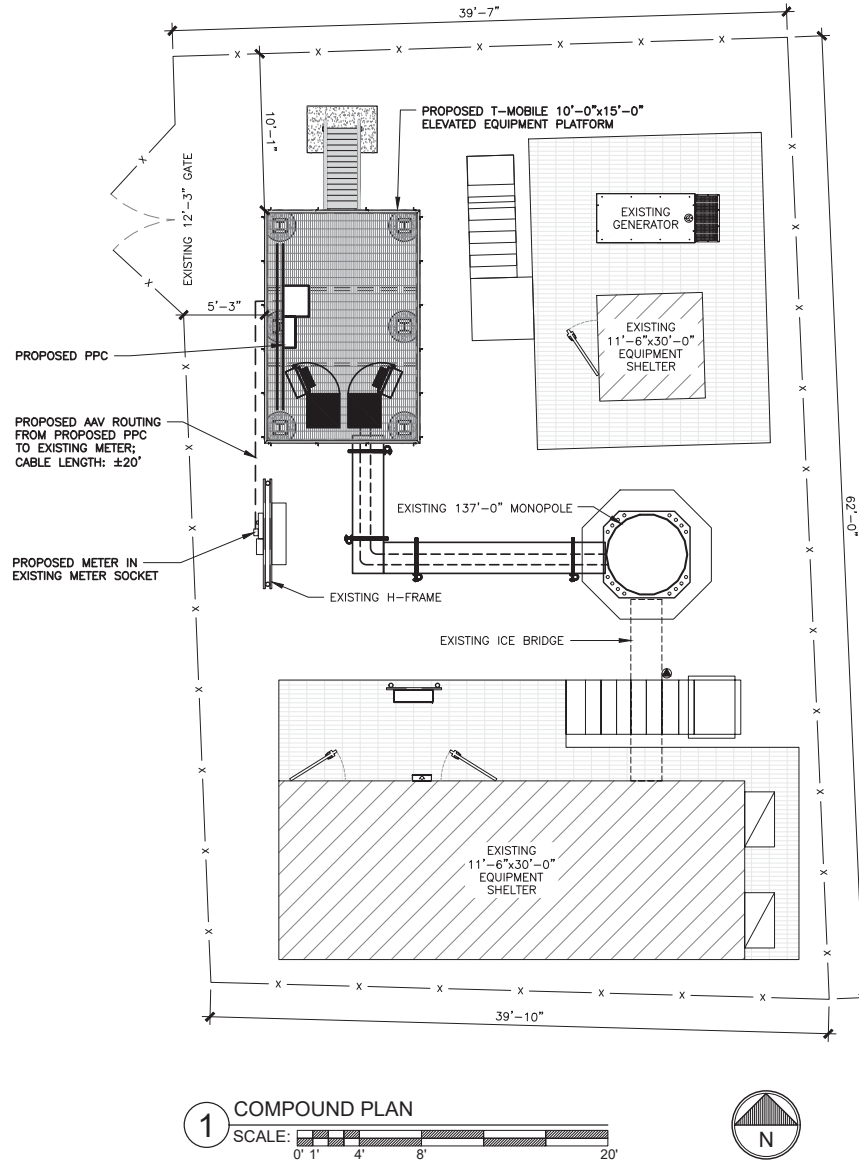 39'-7"
X X X X X X X
PROPOSED T-MOBILE 10'-0"x15'-0"
ELEVATED EQUIPMENT PLATFORM
10'-1"
EXISTING 12'-3" GATE
EXISTING
GENERATOR
5'-3"
EXISTING
11'-6"x30'-0"
EQUIPMENT
SHELTER
PROPOSED PPC
PROPOSED AAV ROUTING
FROM PROPOSED PPC
TO EXISTING METER;
CABLE LENGTH: ±20'
62'-0"
EXISTING 137'-0" MONOPOLE
PROPOSED METER IN
EXISTING METER SOCKET
EXISTING H-FRAME
EXISTING ICE BRIDGE
EXISTING
11'-6"x30'-0"
EQUIPMENT
SHELTER
X X X X X X X
39'-10"
1
COMPOUND PLAN
SCALE:
0' 1' 4' 8' 20'
N